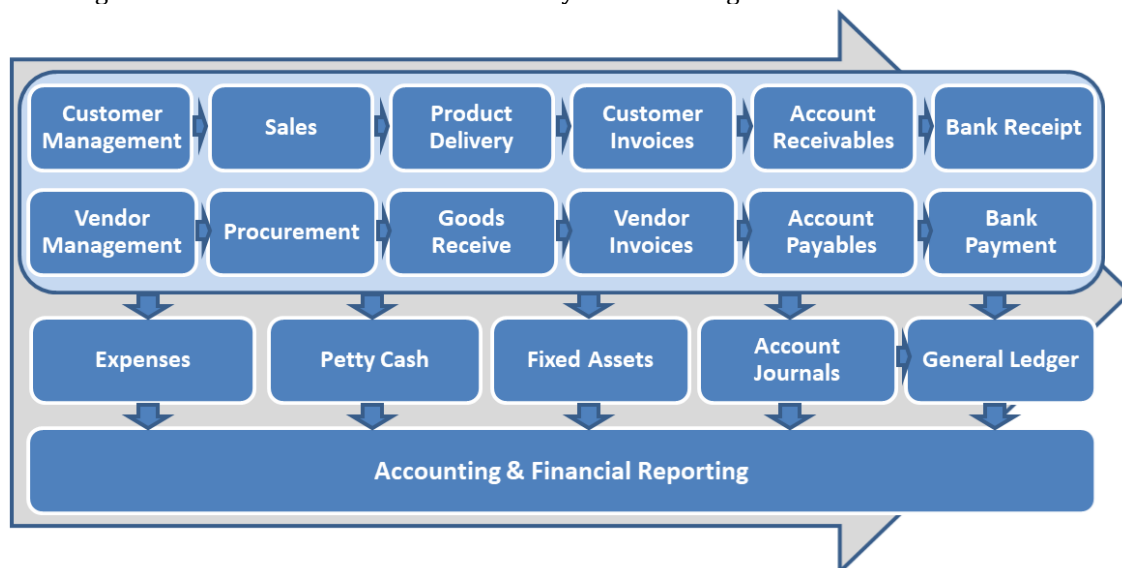 Customer
Management
Sales
Product
Delivery
Customer
Invoices
Account
Receivables
Bank Receipt
Vendor
Management
Procurement
Goods
Receive
Vendor
Invoices
Account
Payables
Bank
Payment
Expenses
Petty Cash
Fixed Assets
Account
Journals
General Ledger
Accounting & Financial Reporting